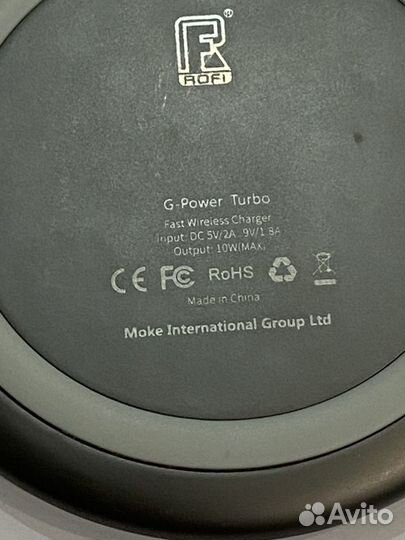 R®
ROFI
G-Power Turbo
Fast Wireless Charger
Input: DC 5V/2A 9V/1.8A
Output: 10W(MAX)
CE FC RoHS
Made in China
Moke International Group Ltd
Avito